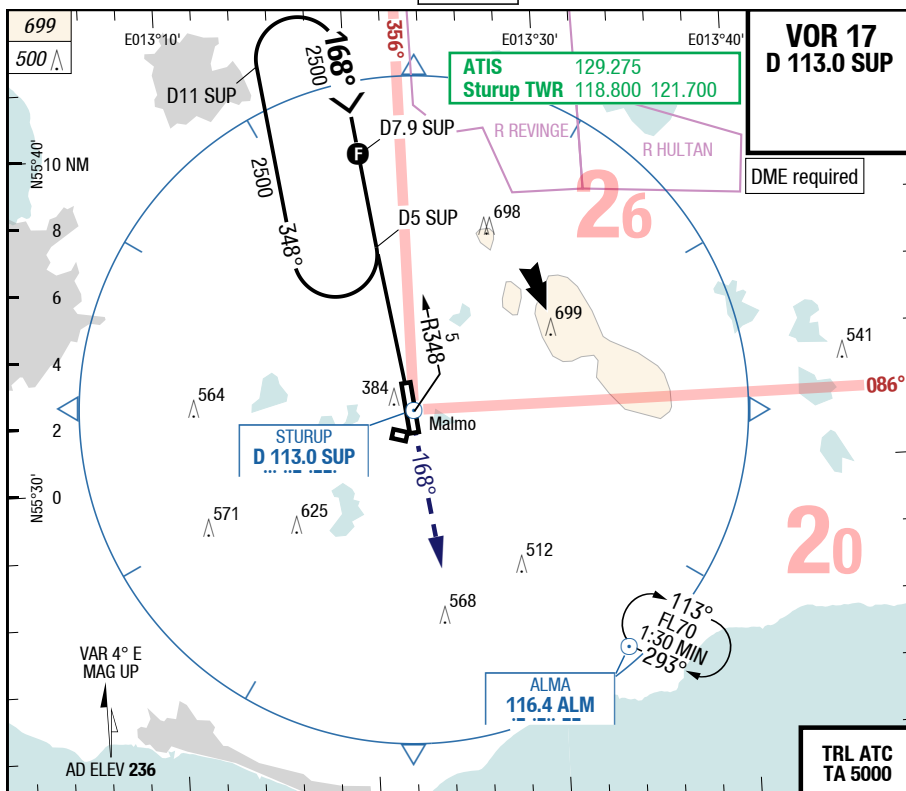 699
500
E013°10'
E013°30'
E013°40'
VOR 17
D 113.0 SUP
ATIS 129.275
Sturup TWR 118.800 121.700
356°
168°
2500
D11 SUP
D7.9 SUP
F
R REVINGE
R HULTAN
DME required
N55°40'
10 NM
2500
348°
D5 SUP
698
26
8
6
699
5
R348
541
4
564
384
086°
2
Malmo
STURUP
D 113.0 SUP
168°
N55°30'
0
571
625
20
512
568
113°
FL70
1:30 MIN
293°
VAR 4° E
MAG UP
ALMA
116.4 ALM
AD ELEV 236
TRL ATC
TA 5000